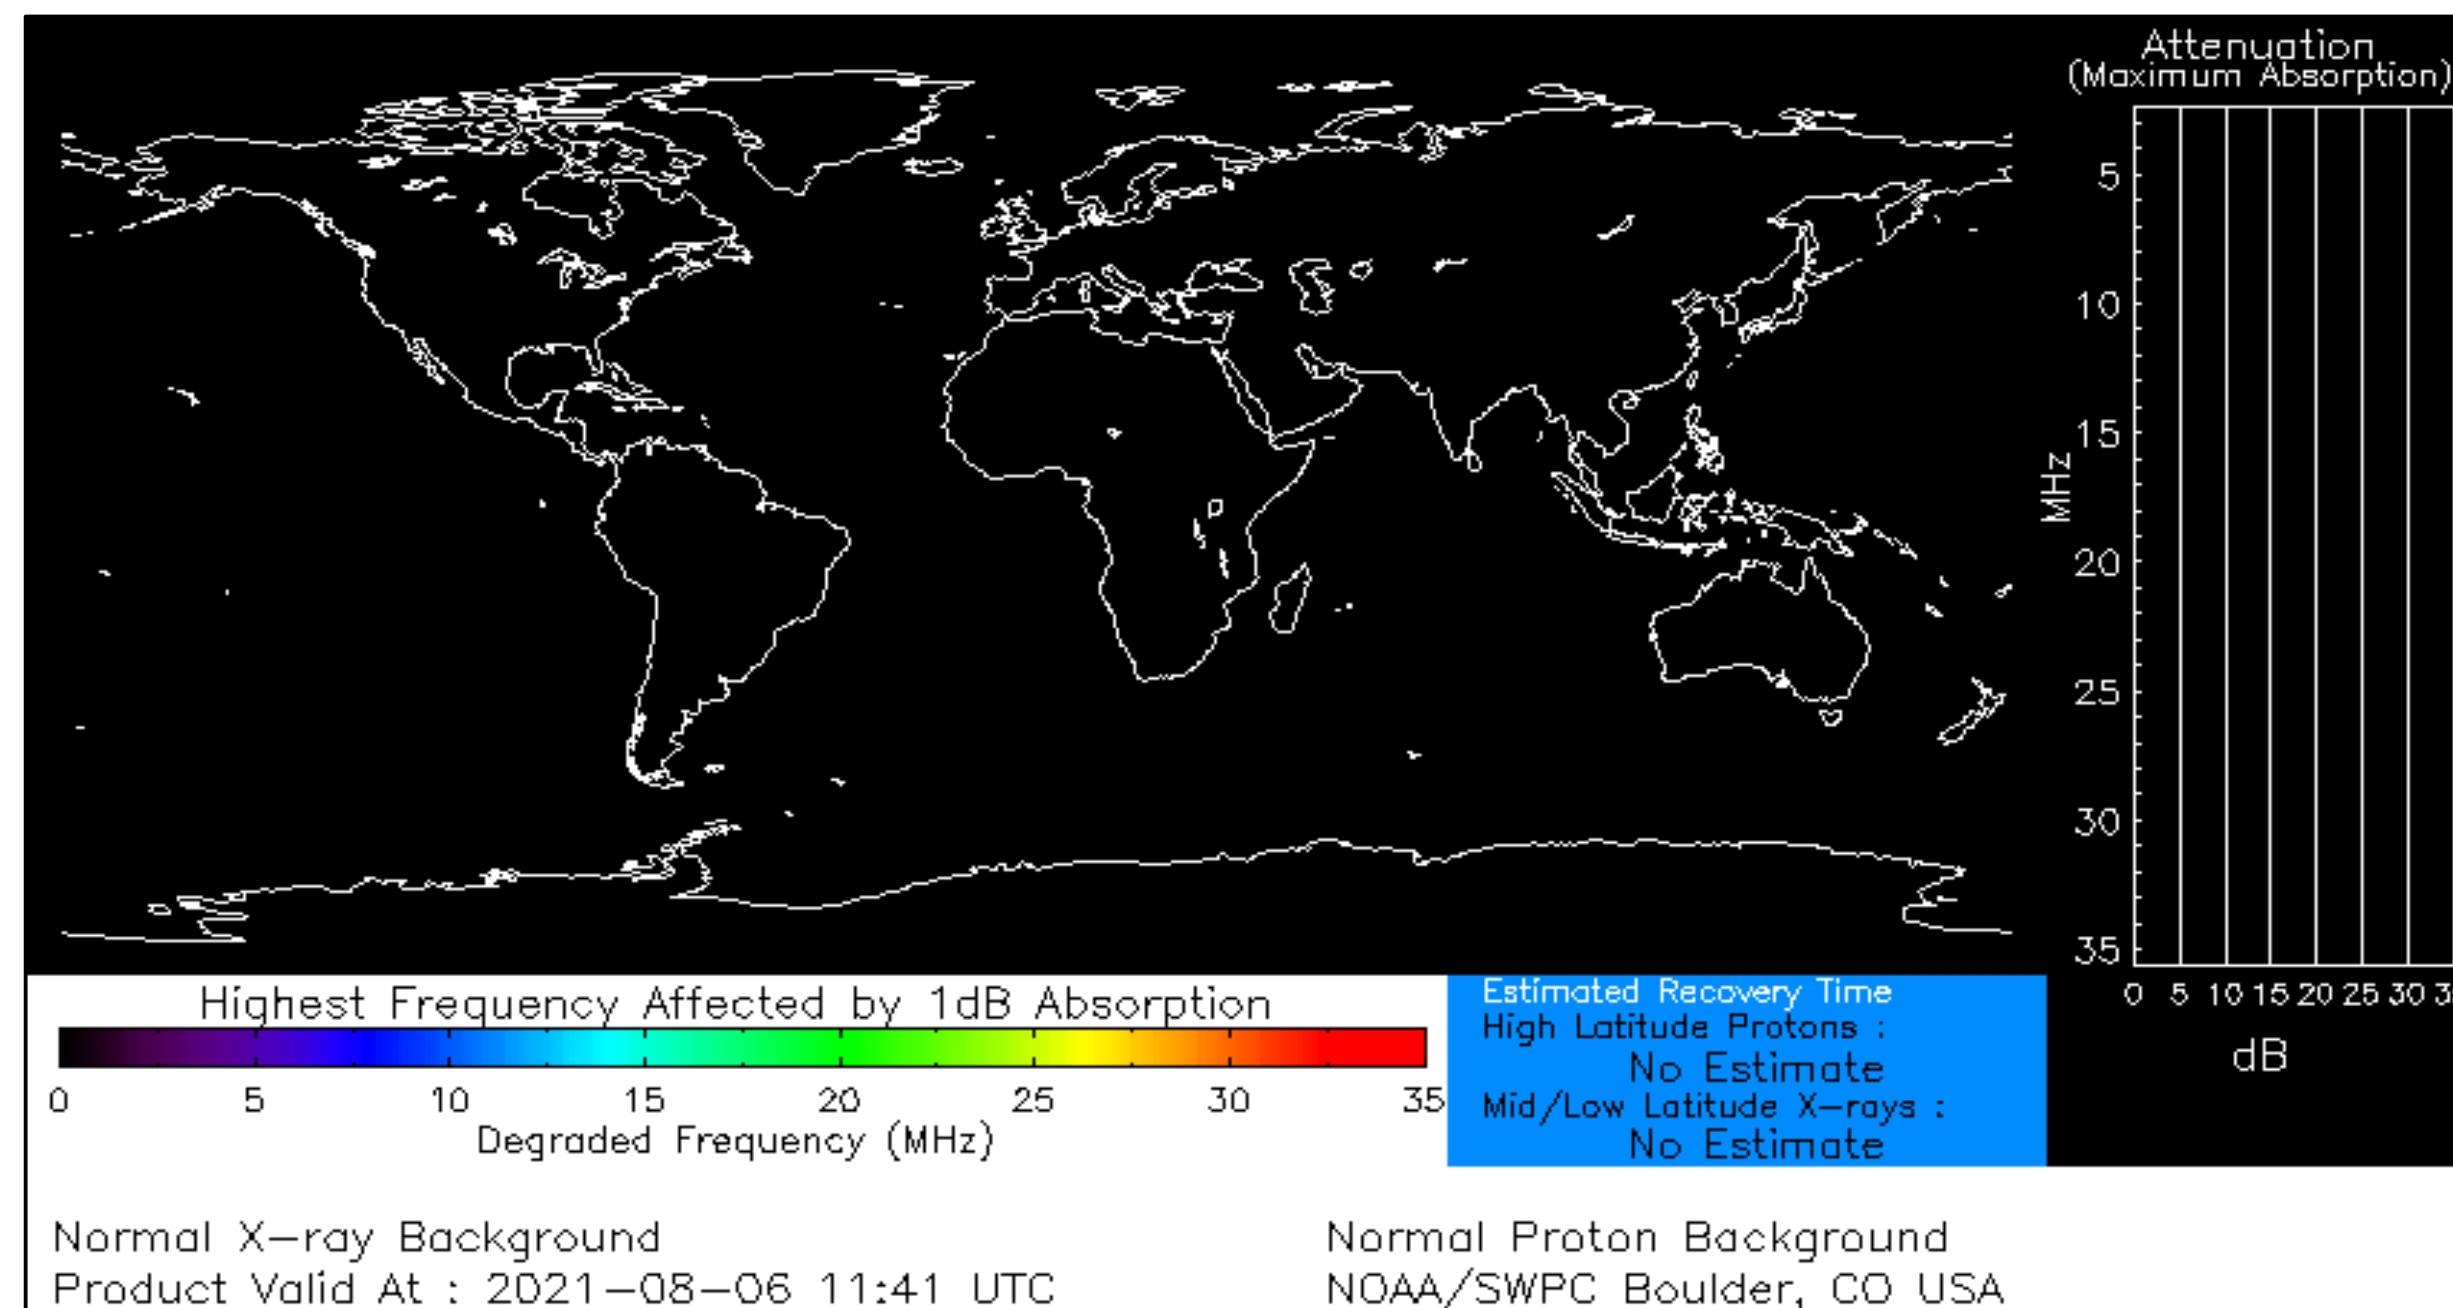 Attenuation
(Maximum Absorption)
5
10
15
20
25
30
35
MHz
0 5 10 15 20 25 30
dB
Highest Frequency Affected by 1dB Absorption
0 5 10 15 20 25 30 35
Degraded Frequency (MHz)
Estimated Recovery Time
High Latitude Protons :
No Estimate
Mid/Low Latitude X-rays :
No Estimate
Normal X-ray Background
Product Valid At : 2021-08-06 11:41 UTC
Normal Proton Background
NOAA/SWPC Boulder, CO USA